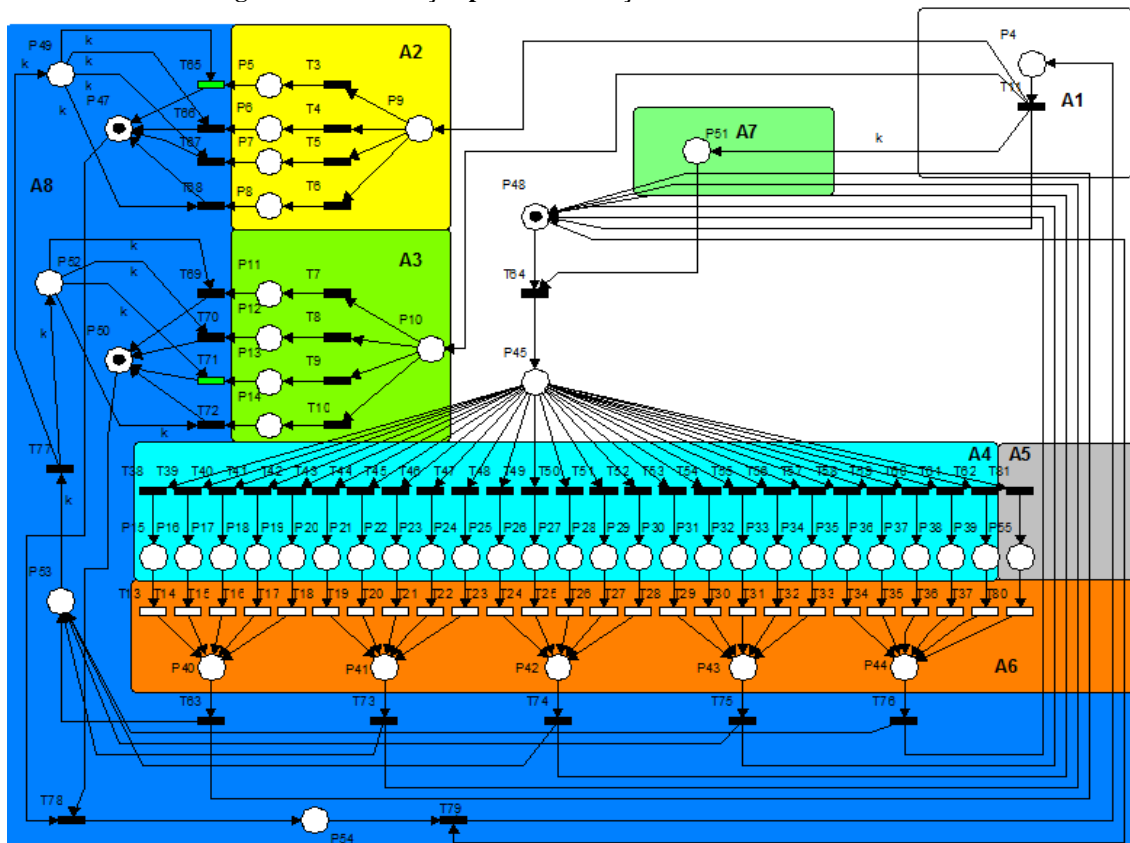 P49 k A2 P4
k T65 P5 T3
k k
P47 T66 P6 T4 P9 T11 A1
T67 P7 T5 P51 A7 k
A8 T68 P8 T6 P48
k
P52 k T69 P11 T7 A3 T64
k P50 T70 P12 T8 P10
k T71 P13 T9 P45
T72 P14 T10
T77 k A4 A5
T38 T39 T40 T41 T42 T43 T44 T45 T46 T47 T48 T49 T50 T51 T52 T53 T54 T55 T56 T57 T58 T59 T60 T61 T62 T81
k
P15 P16 P17 P18 P19 P20 P21 P22 P23 P24 P25 P26 P27 P28 P29 P30 P31 P32 P33 P34 P35 P36 P37 P38 P39 P55
P53
T13 T14 T15 T16 T17 T18 T19 T20 T21 T22 T23 T24 T25 T26 T27 T28 T29 T30 T31 T32 T33 T34 T35 T36 T37 T80
P40 P41 P42 P43 P44 A6
T63 T73 T74 T75 T76
T78 T79
P54